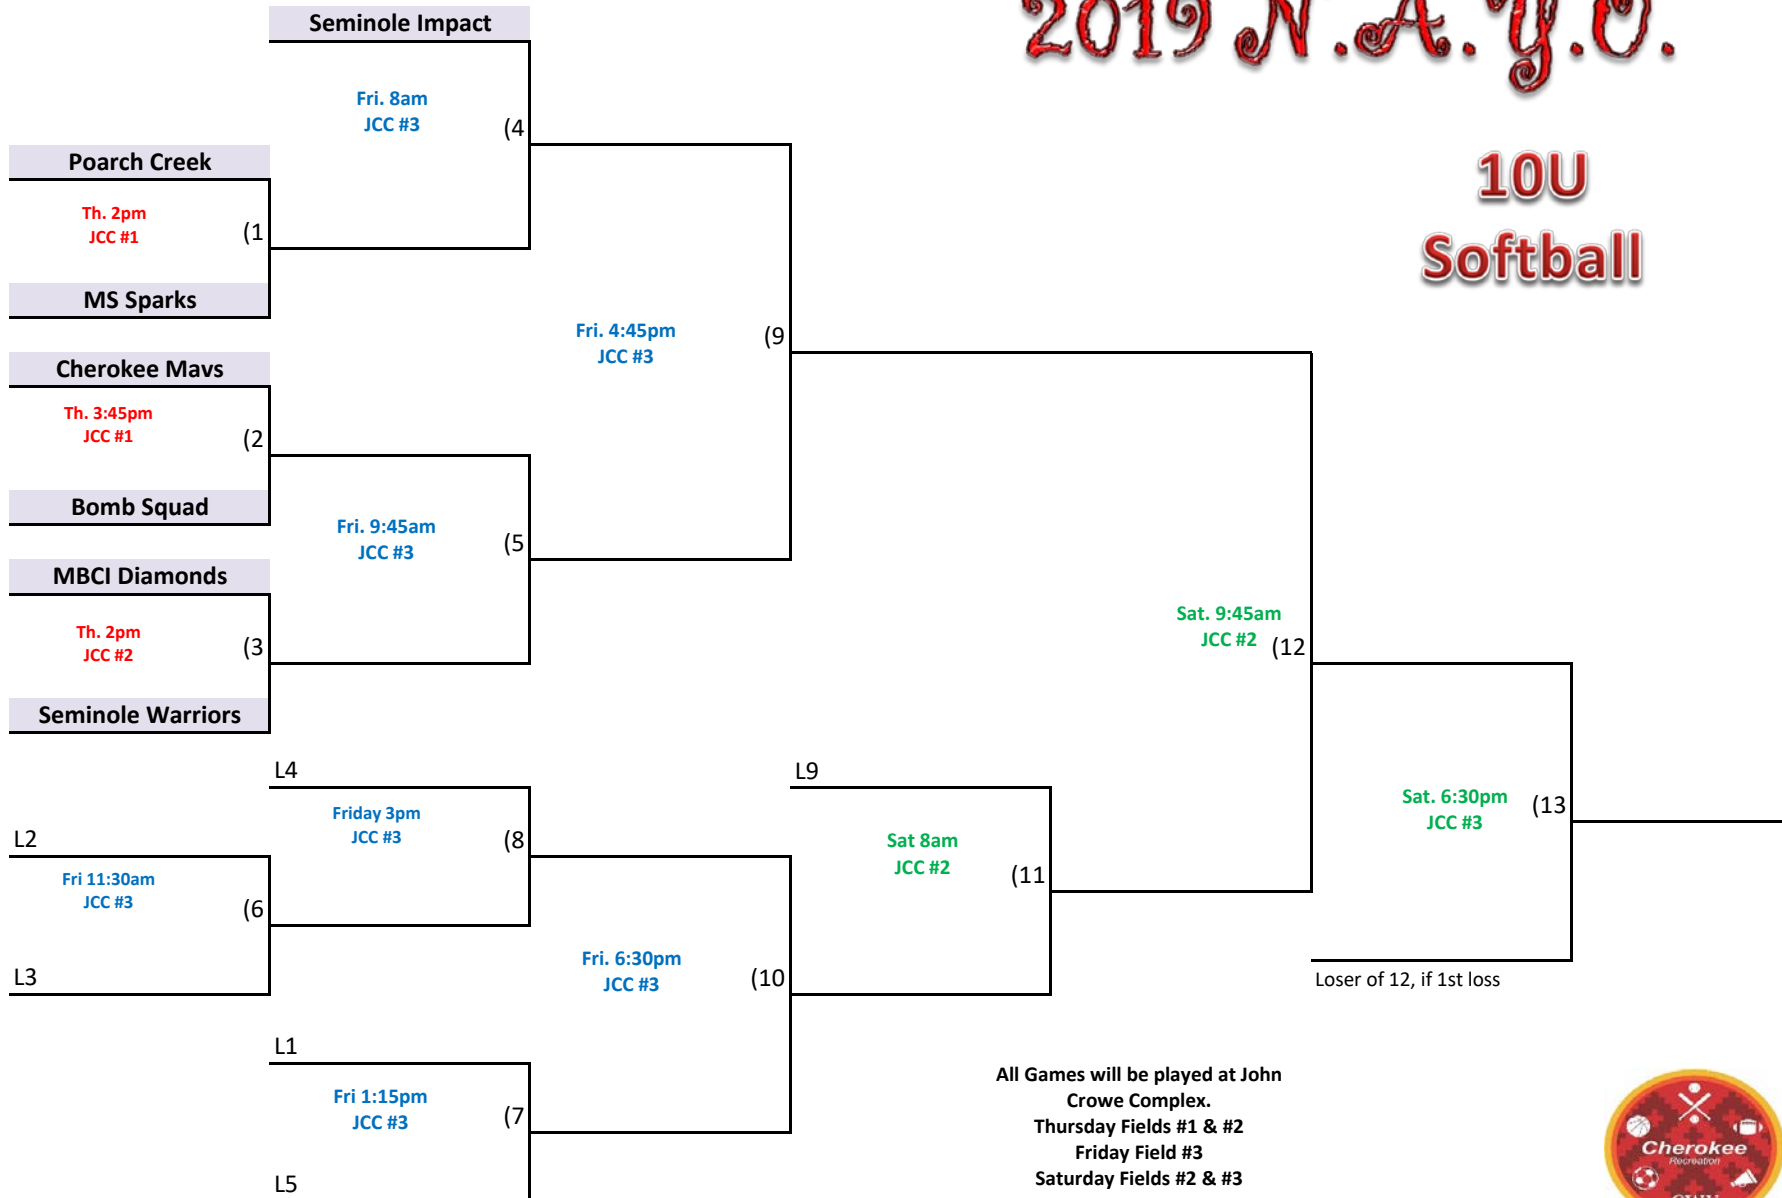 2019 N.A.Y.O.
10U
Softball
Seminole Impact
Fri. 8am
JCC #3
(4
Poarch Creek
Th. 2pm
JCC #1
(1
MS Sparks
Cherokee Mavs
Th. 3:45pm
JCC #1
(2
Bomb Squad
Fri. 9:45am
JCC #3
(5
MBCI Diamonds
Th. 2pm
JCC #2
(3
Seminole Warriors
Fri. 4:45pm
JCC #3
(9
Sat. 9:45am
JCC #2
(12
L4
Friday 3pm
JCC #3
(8
L2
Fri 11:30am
JCC #3
(6
L3
L9
Sat 8am
JCC #2
(11
Fri. 6:30pm
JCC #3
(10
L1
Fri 1:15pm
JCC #3
(7
L5
Sat. 6:30pm
JCC #3
(13
Loser of 12, if 1st loss
All Games will be played at John
Crowe Complex.
Thursday Fields #1 & #2
Friday Field #3
Saturday Fields #2 & #3
Cherokee
Recreation